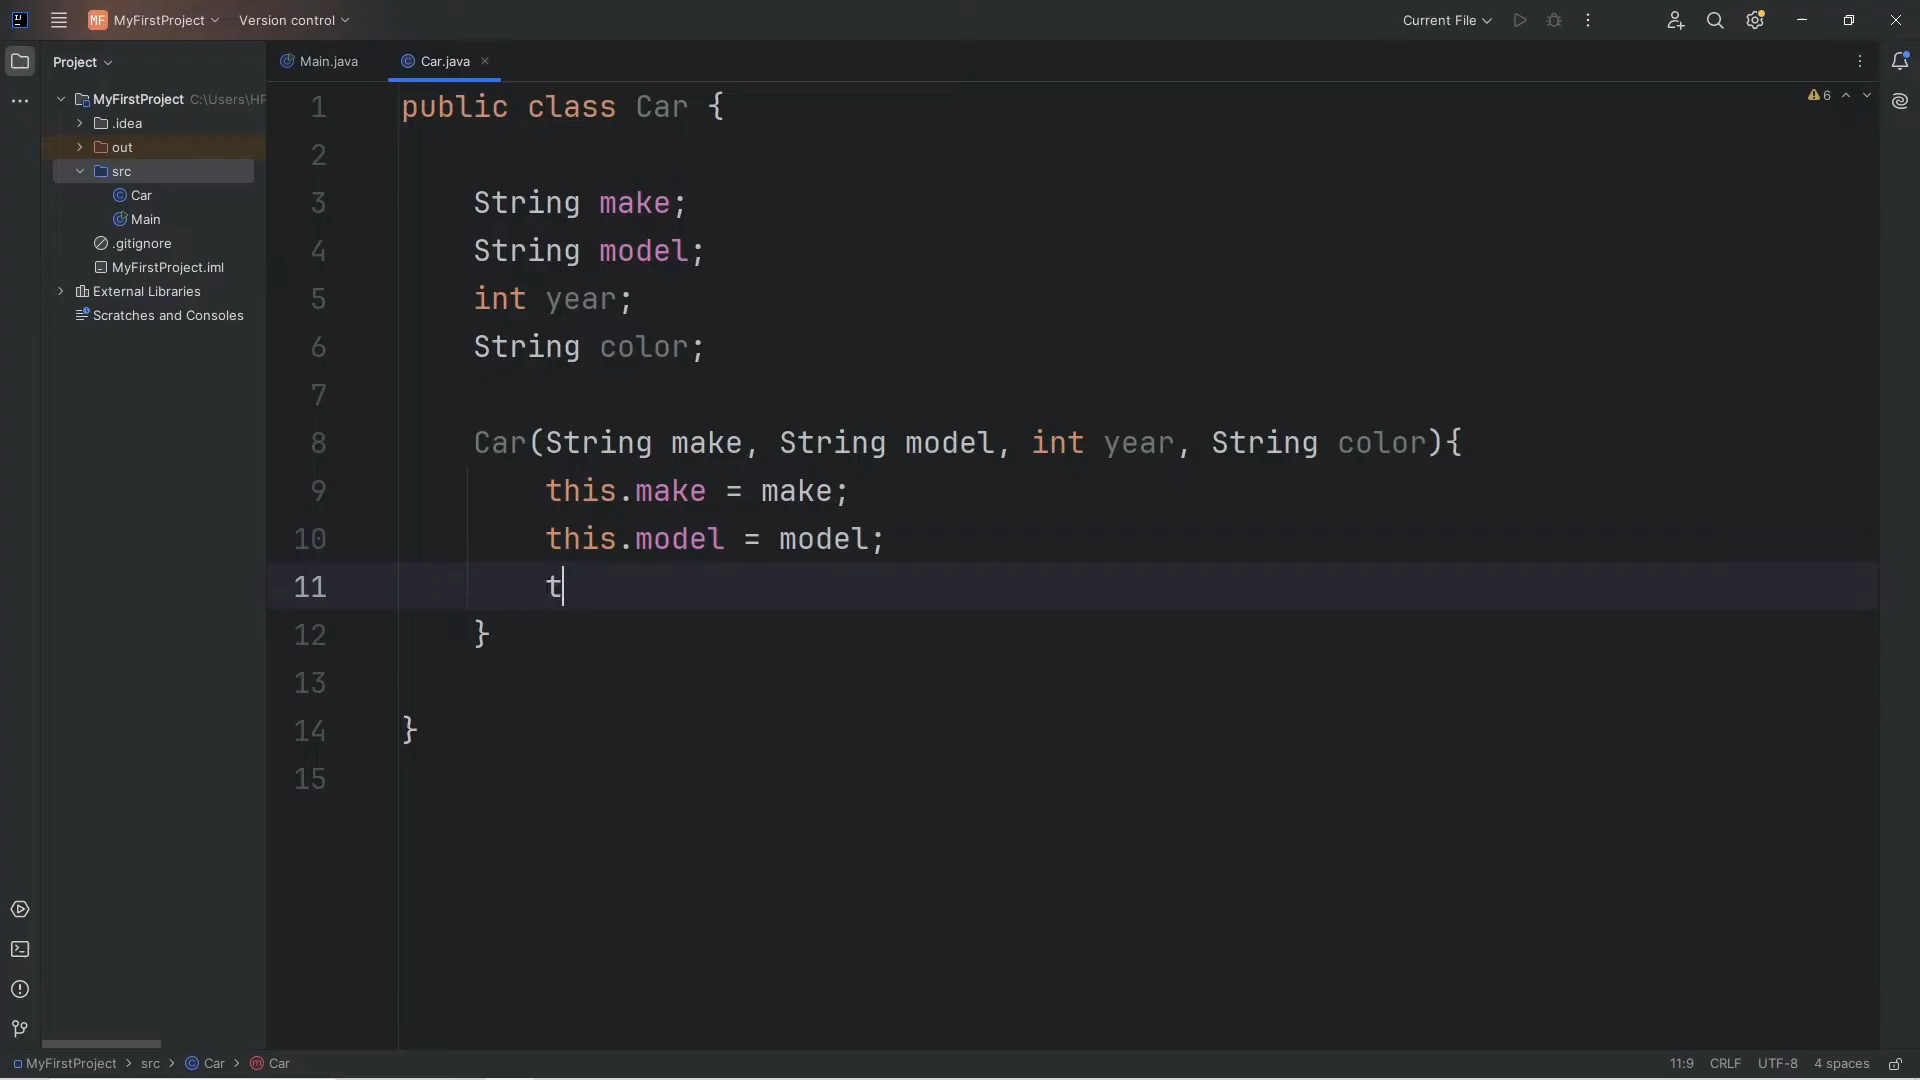 MF MyFirstProject Version control Current File
Project
Main.java Car.java
MyFirstProject C:\Users\HP
.idea
out
src
Car
Main
.gitignore
MyFirstProject.iml
External Libraries
Scratches and Consoles
6
1 public class Car {
2
3 String make;
4 String model;
5 int year;
6 String color;
7
8 Car(String make, String model, int year, String color){
9 this.make = make;
10 this.model = model;
11 t
12 }
13
14 }
15
MyFirstProject > src > Car > Car 11:9 CRLF UTF-8 4 spaces